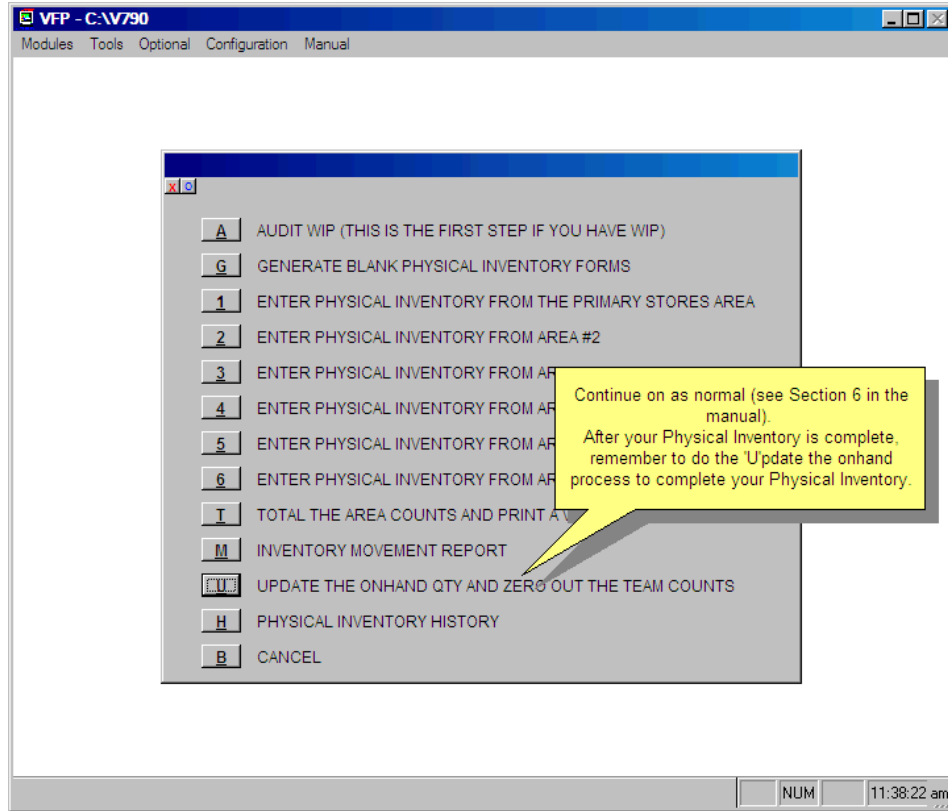 VFP - C:\V790
Modules Tools Optional Configuration Manual
X O
A AUDIT WIP (THIS IS THE FIRST STEP IF YOU HAVE WIP)
G GENERATE BLANK PHYSICAL INVENTORY FORMS
1 ENTER PHYSICAL INVENTORY FROM THE PRIMARY STORES AREA
2 ENTER PHYSICAL INVENTORY FROM AREA #2
3 ENTER PHYSICAL INVENTORY FROM AR
4 ENTER PHYSICAL INVENTORY FROM AR
5 ENTER PHYSICAL INVENTORY FROM AR
6 ENTER PHYSICAL INVENTORY FROM AR
T TOTAL THE AREA COUNTS AND PRINT A
M INVENTORY MOVEMENT REPORT
U UPDATE THE ONHAND QTY AND ZERO OUT THE TEAM COUNTS
H PHYSICAL INVENTORY HISTORY
B CANCEL
Continue on as normal (see Section 6 in the
manual).
After your Physical Inventory is complete,
remember to do the 'U'pdate the onhand
process to complete your Physical Inventory.
NUM 11:38:22 am